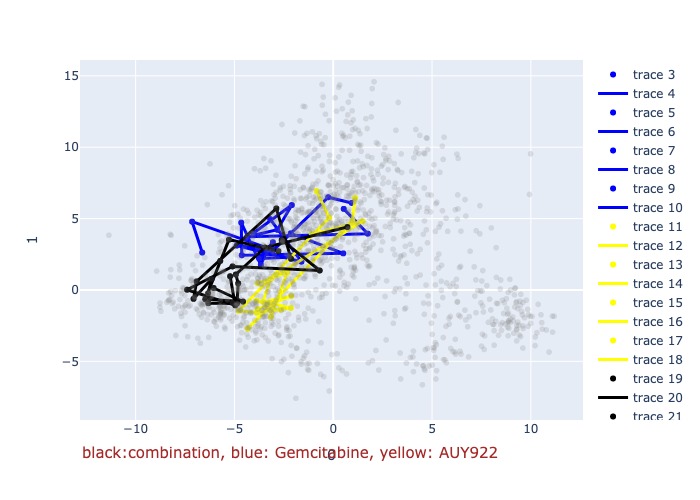 15
10
5
0
−5
−10
−5
0
5
10
1
0
black:combination, blue: Gemcitabine, yellow: AUY922
trace 3
trace 4
trace 5
trace 6
trace 7
trace 8
trace 9
trace 10
trace 11
trace 12
trace 13
trace 14
trace 15
trace 16
trace 17
trace 18
trace 19
trace 20
trace 21